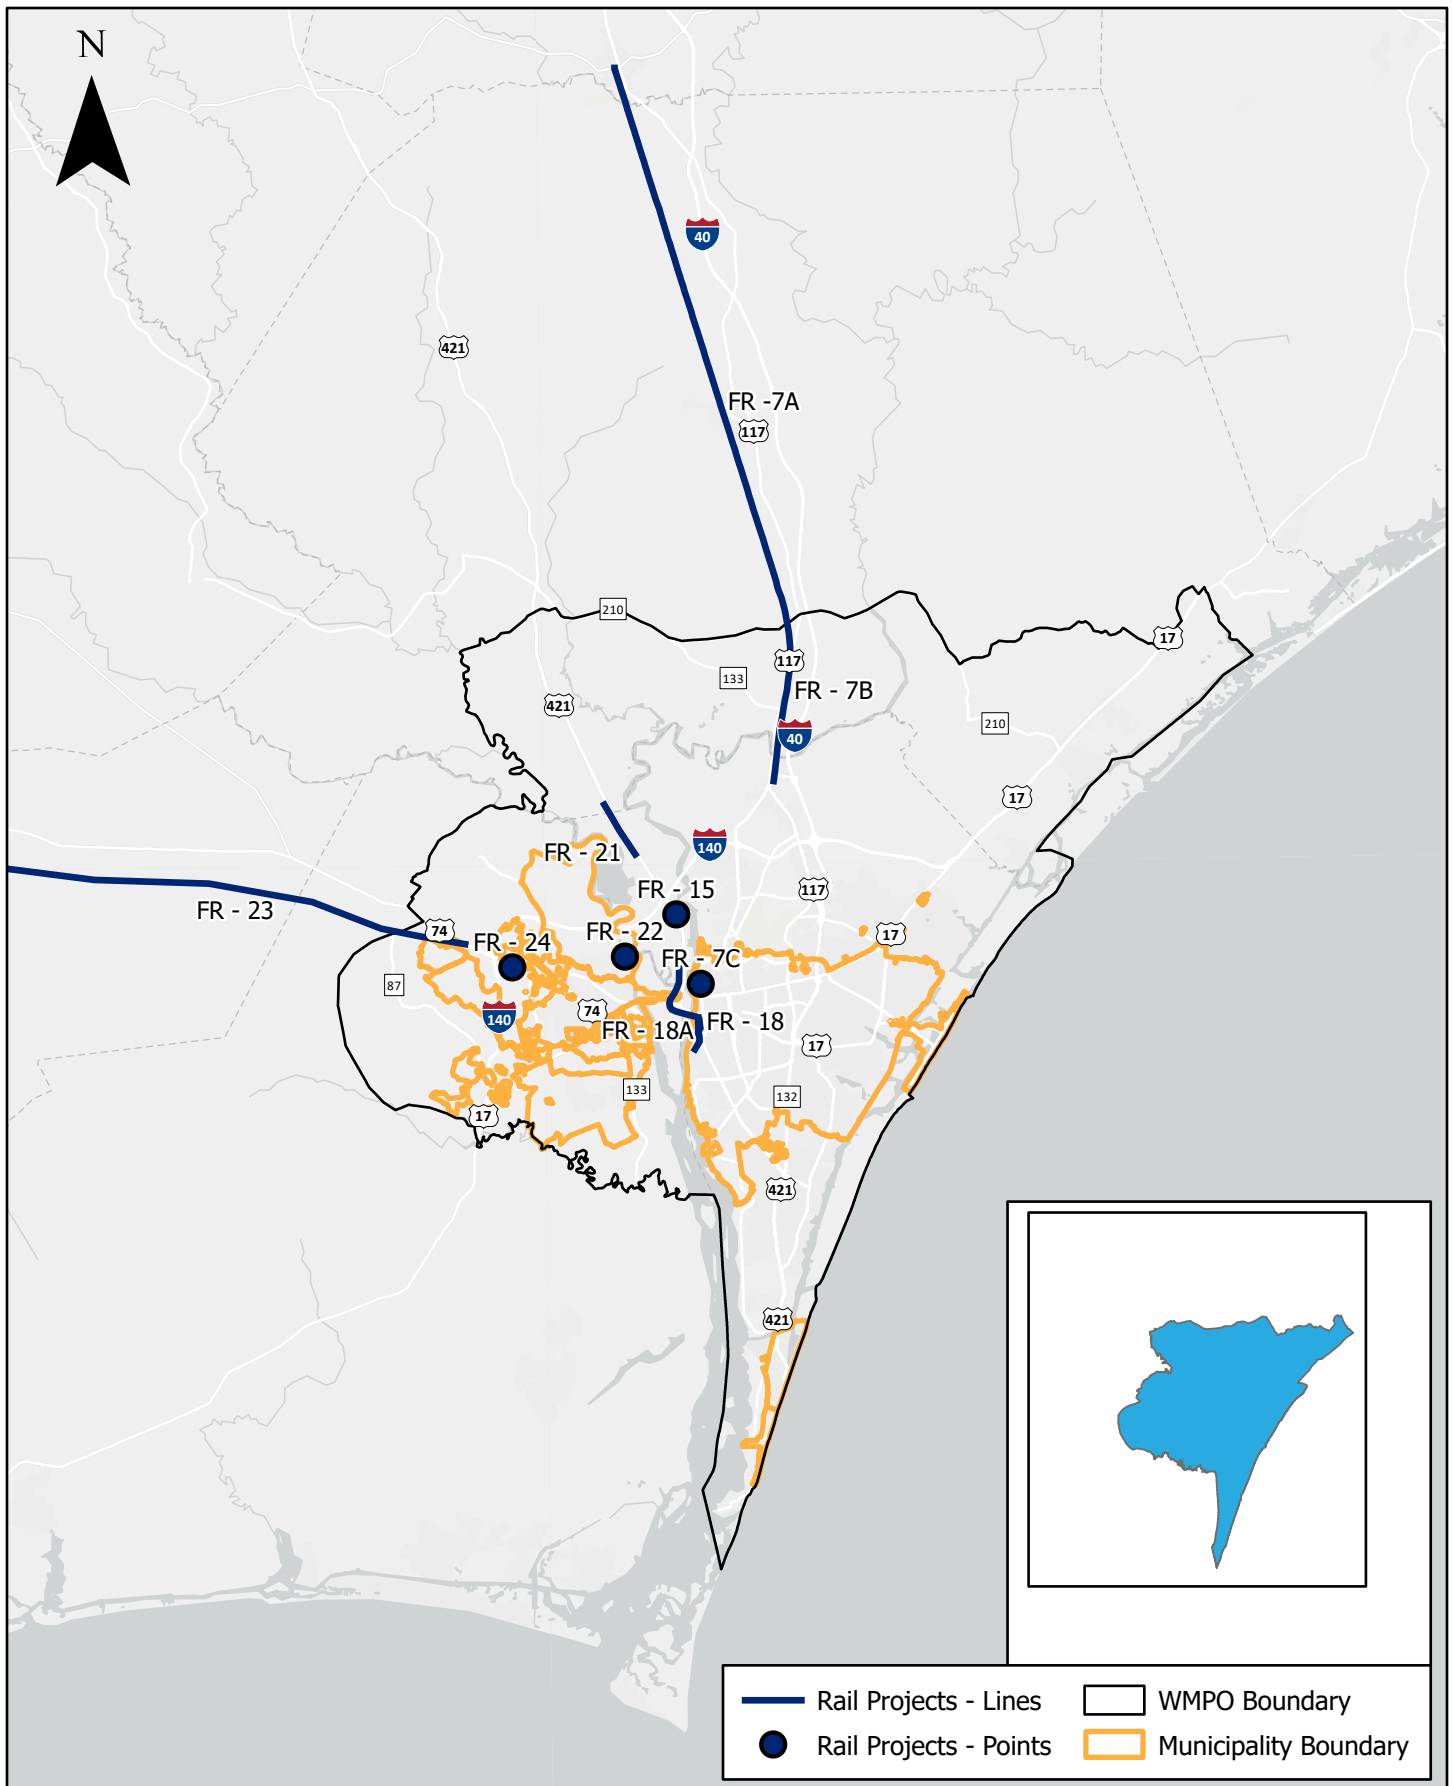 N
40
421
FR -7A
117
210
17
117
133
FR - 7B
421
210
40
17
140
FR - 21
FR - 15
117
FR - 23
74
FR - 22
17
FR - 24
FR - 7C
87
74
140
FR - 18A
FR - 18
17
133
132
17
421
421
Rail Projects - Lines
WMPO Boundary
Rail Projects - Points
Municipality Boundary